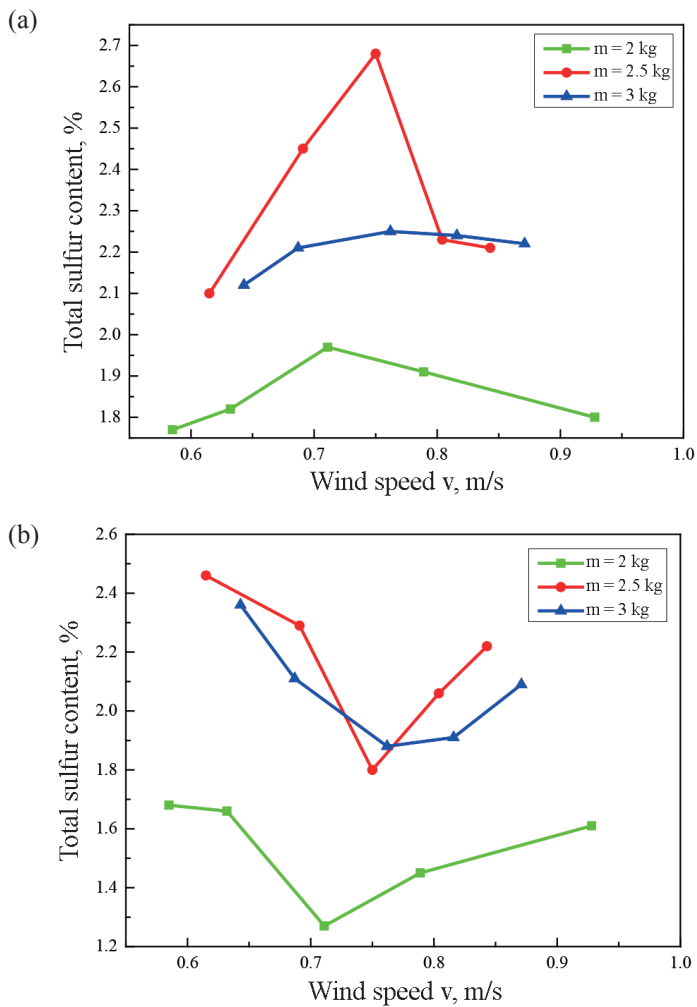 (a)
Total sulfur content, %
2.7
2.6
2.5
2.4
2.3
2.2
2.1
2.0
1.9
1.8
m = 2 kg
m = 2.5 kg
m = 3 kg
0.6 0.7 0.8 0.9 1.0
Wind speed v, m/s
(b)
Total sulfur content, %
2.6
2.4
2.2
2.0
1.8
1.6
1.4
1.2
m = 2 kg
m = 2.5 kg
m = 3 kg
0.6 0.7 0.8 0.9 1.0
Wind speed v, m/s